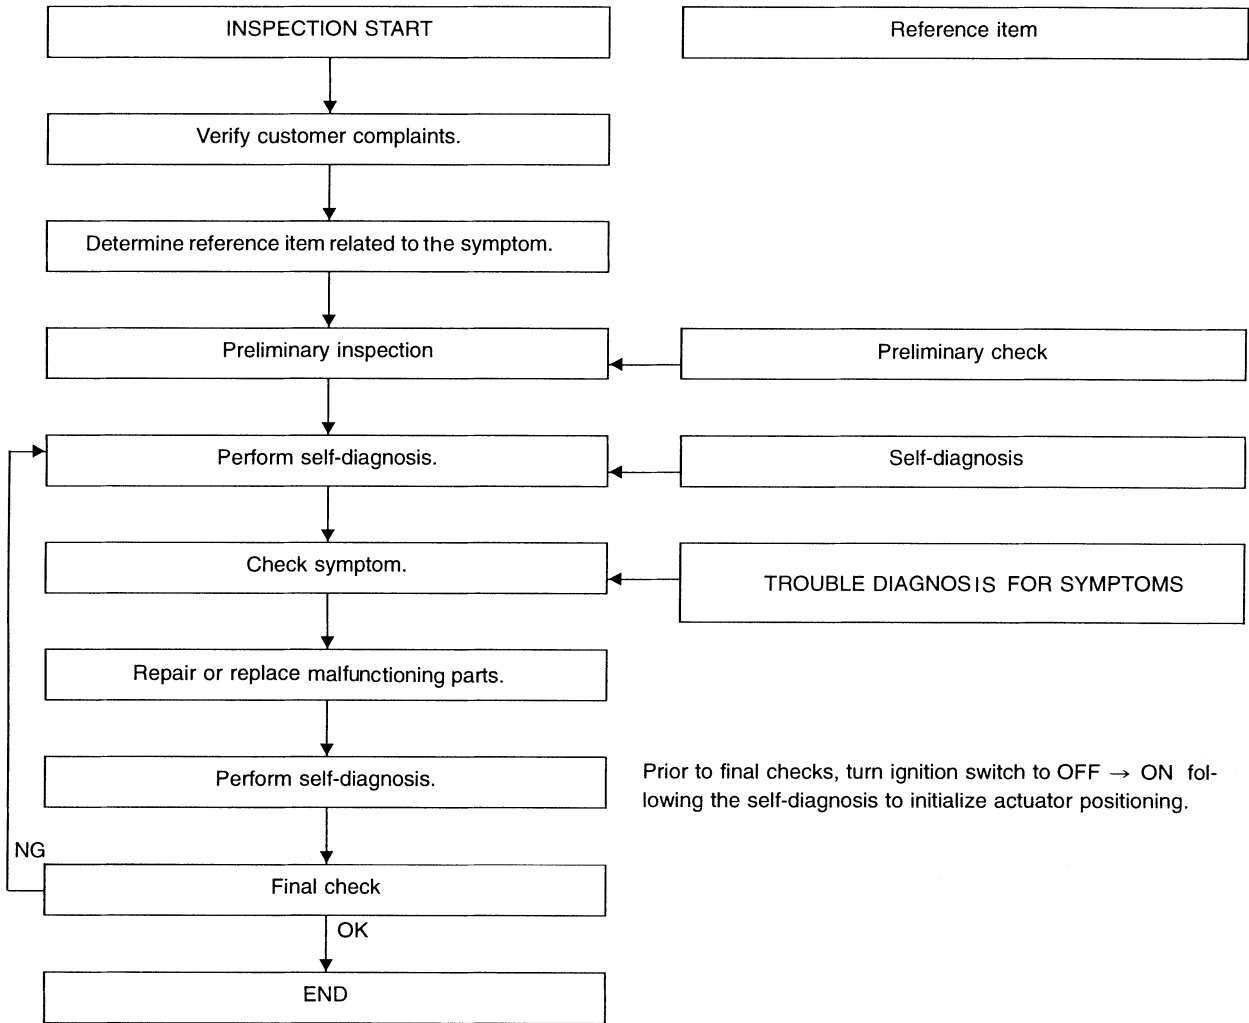 INSPECTION START
Reference item
Verify customer complaints.
Determine reference item related to the symptom.
Preliminary inspection
Preliminary check
Perform self-diagnosis.
Self-diagnosis
Check symptom.
TROUBLE DIAGNOSIS FOR SYMPTOMS
Repair or replace malfunctioning parts.
Perform self-diagnosis.
Prior to final checks, turn ignition switch to OFF → ON fol-
lowing the self-diagnosis to initialize actuator positioning.
NG
Final check
OK
END